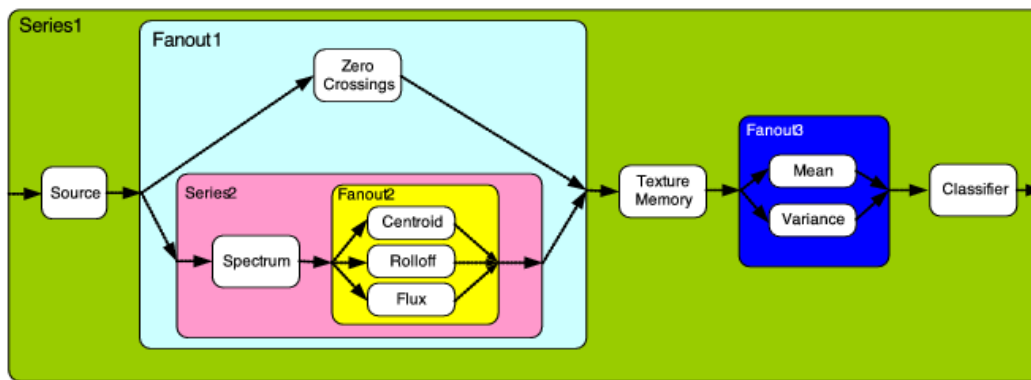 Series1
Fanout1
Zero
Crossings
Source
Series2
Fanout2
Centroid
Spectrum
Rolloff
Flux
Texture
Memory
Fanout3
Mean
Variance
Classifier